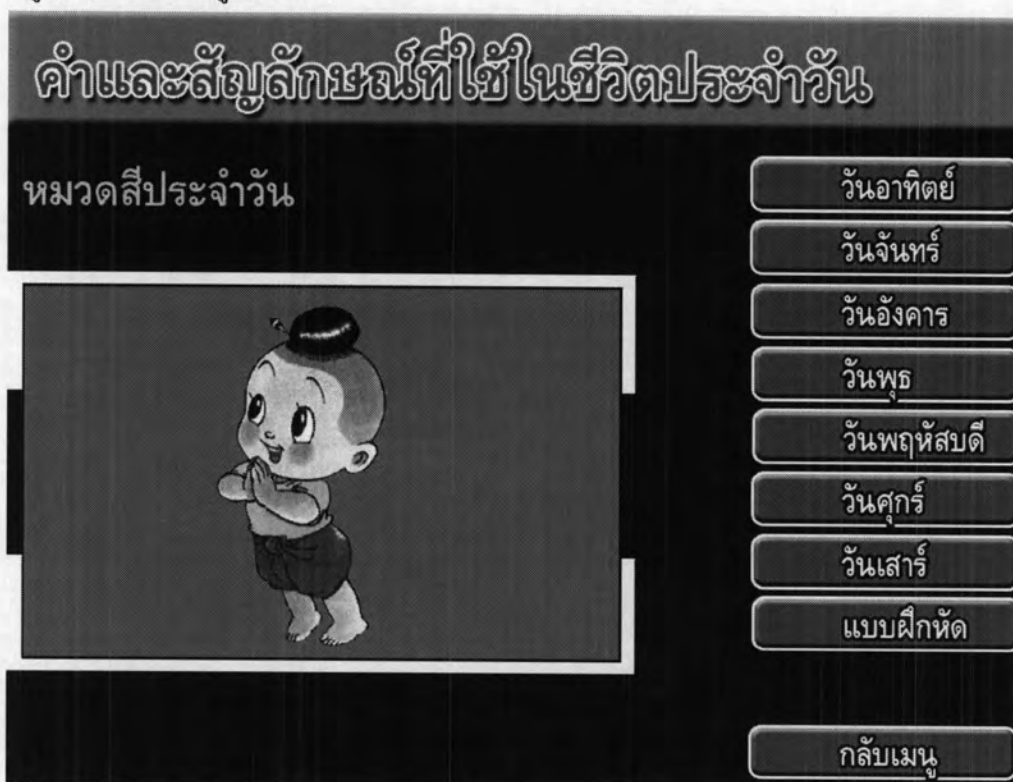 คำและสัญลักษณ์ที่ใช้ในชีวิตประจำวัน
หมวดสีประจำวัน
วันอาทิตย์
วันจันทร์
วันอังคาร
วันพุธ
วันพฤหัสบดี
วันศุกร์
วันเสาร์
แบบฝึกหัด
กลับเมนู